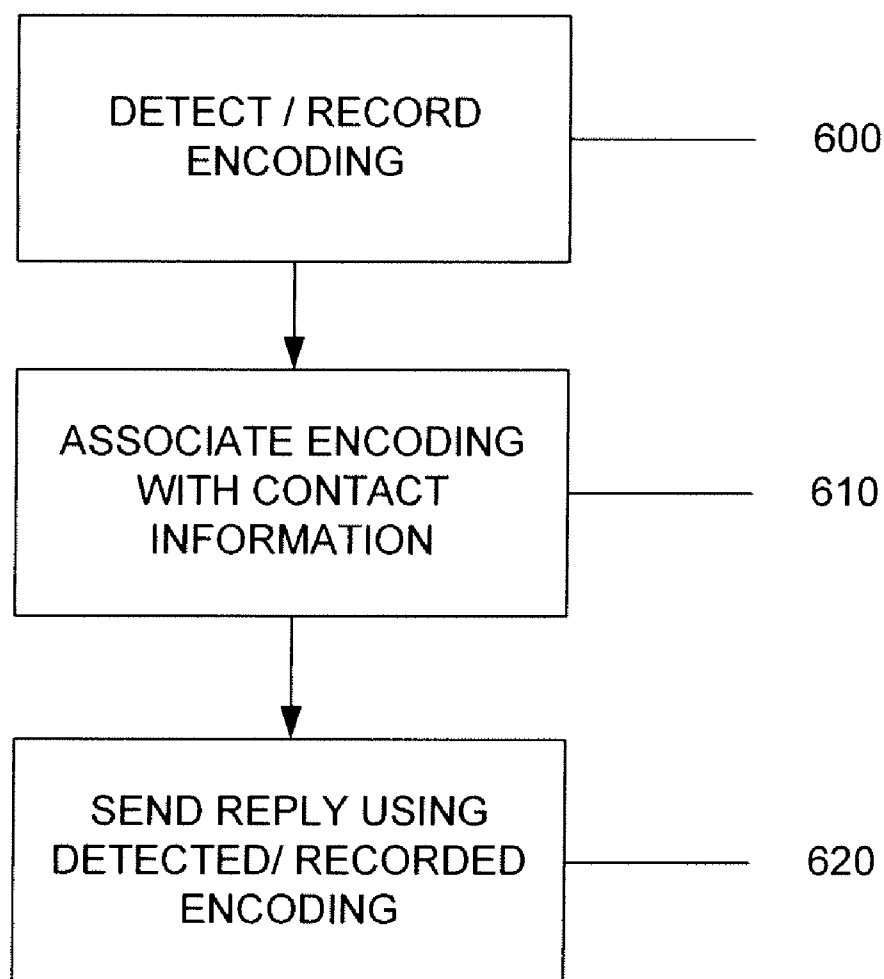 DETECT / RECORD
ENCODING
600
ASSOCIATE ENCODING
WITH CONTACT
INFORMATION
610
SEND REPLY USING
DETECTED/ RECORDED
ENCODING
620